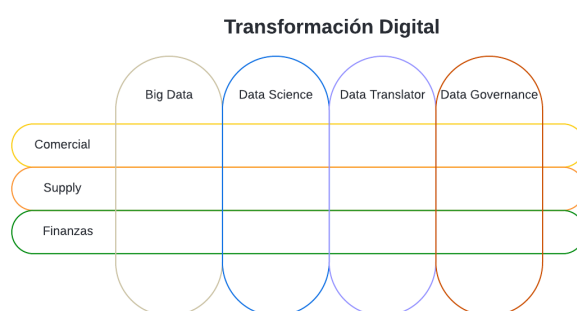 Transformación Digital
Big Data
Data Science
Data Translator
Data Governance
Comercial
Supply
Finanzas